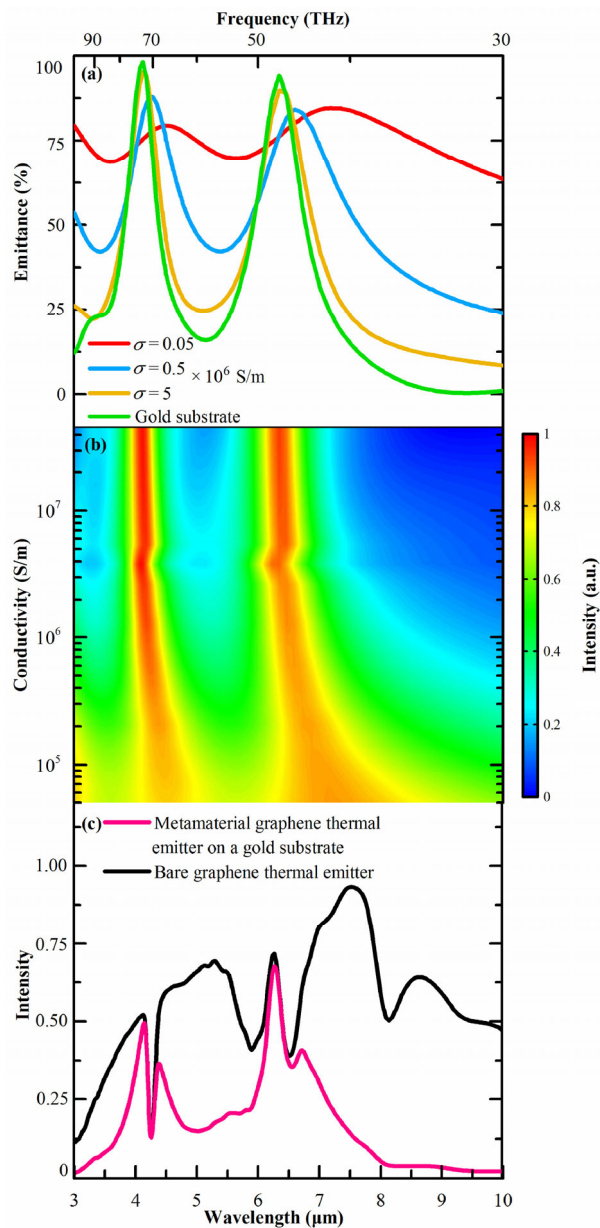 Frequency (THz)
90 70 50 30
(a)
100
75
50
25
0
Emittance (%)
σ = 0.05
σ = 0.5 × 10⁶ S/m
σ = 5
Gold substrate
(b)
10⁷
10⁶
10⁵
Conductivity (S/m)
1
0.8
0.6
0.4
0.2
0
Intensity (a.u.)
(c)
Metamaterial graphene thermal
emitter on a gold substrate
Bare graphene thermal emitter
1.00
0.75
0.50
0.25
0
Intensity
3 4 5 6 7 8 9 10
Wavelength (μm)